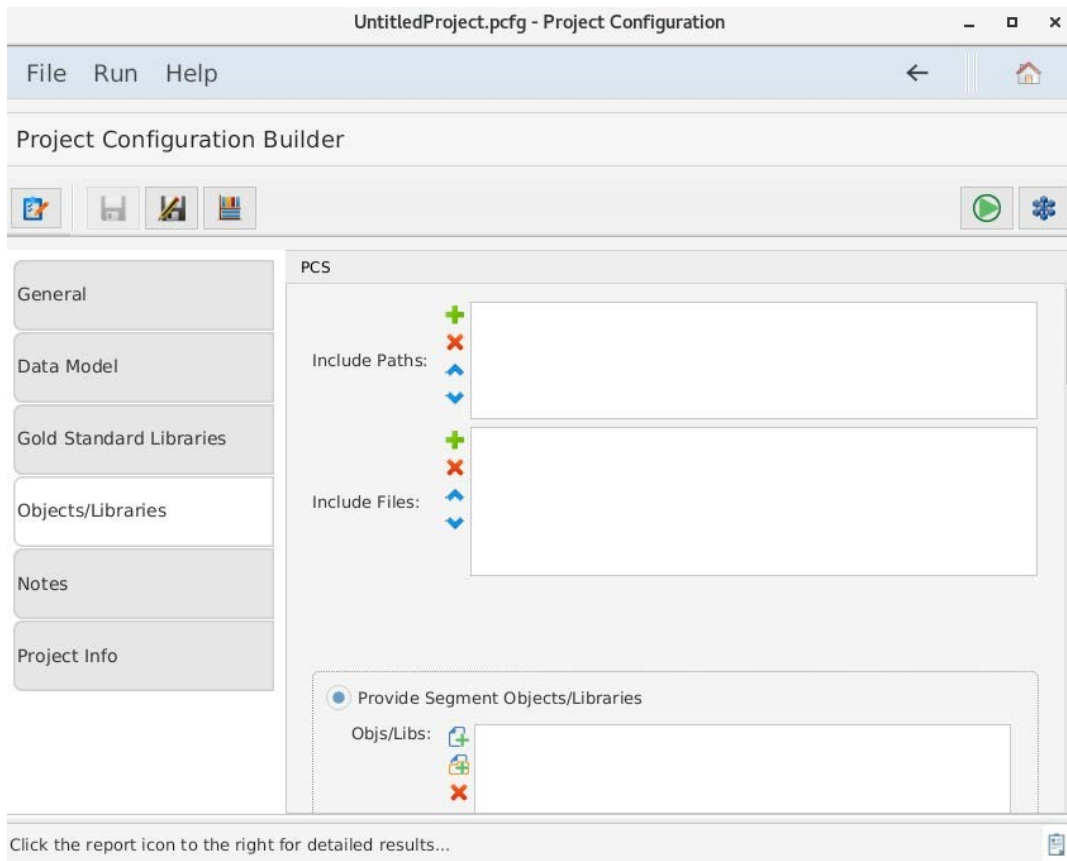 UntitledProject.pcfg - Project Configuration
File Run Help
Project Configuration Builder
General
Data Model
Gold Standard Libraries
Objects/Libraries
Notes
Project Info
PCS
Include Paths:
Include Files:
Provide Segment Objects/Libraries
Objs/Libs:
Click the report icon to the right for detailed results...